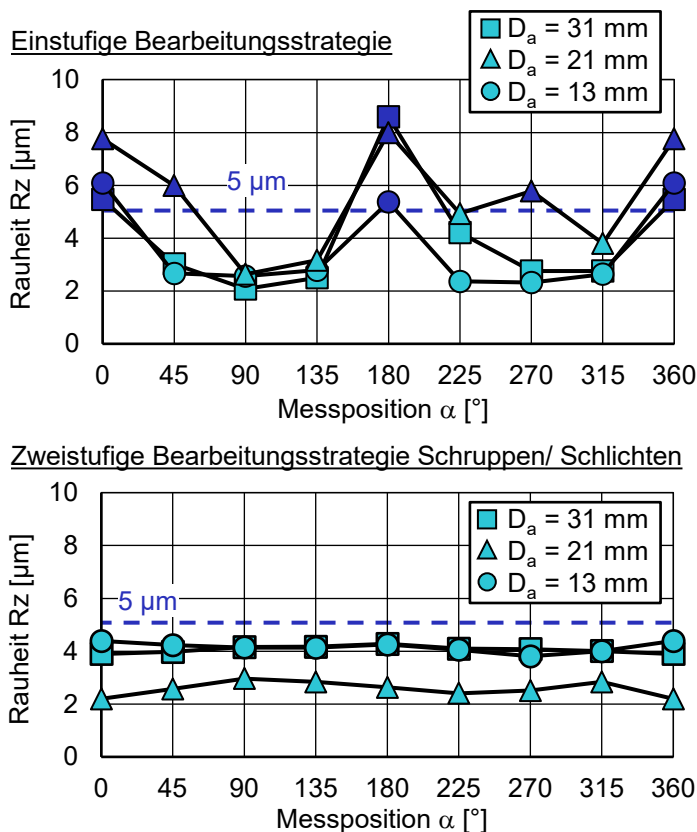 Einstufige Bearbeitungsstrategie
D_a = 31 mm
D_a = 21 mm
D_a = 13 mm
Rauheit Rz [µm]
10
8
6
4
2
0
5 µm
0 45 90 135 180 225 270 315 360
Messposition α [°]
Zweistufige Bearbeitungsstrategie Schruppen/ Schlichten
D_a = 31 mm
D_a = 21 mm
D_a = 13 mm
Rauheit Rz [µm]
10
8
6
4
2
0
5 µm
0 45 90 135 180 225 270 315 360
Messposition α [°]